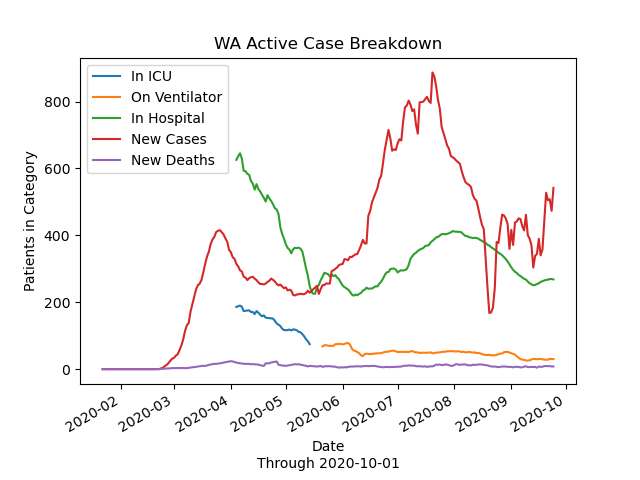 WA Active Case Breakdown
In ICU
On Ventilator
In Hospital
New Cases
New Deaths
Patients in Category
800
600
400
200
0
2020-02
2020-03
2020-04
2020-05
2020-06
2020-07
2020-08
2020-09
2020-10
Date
Through 2020-10-01